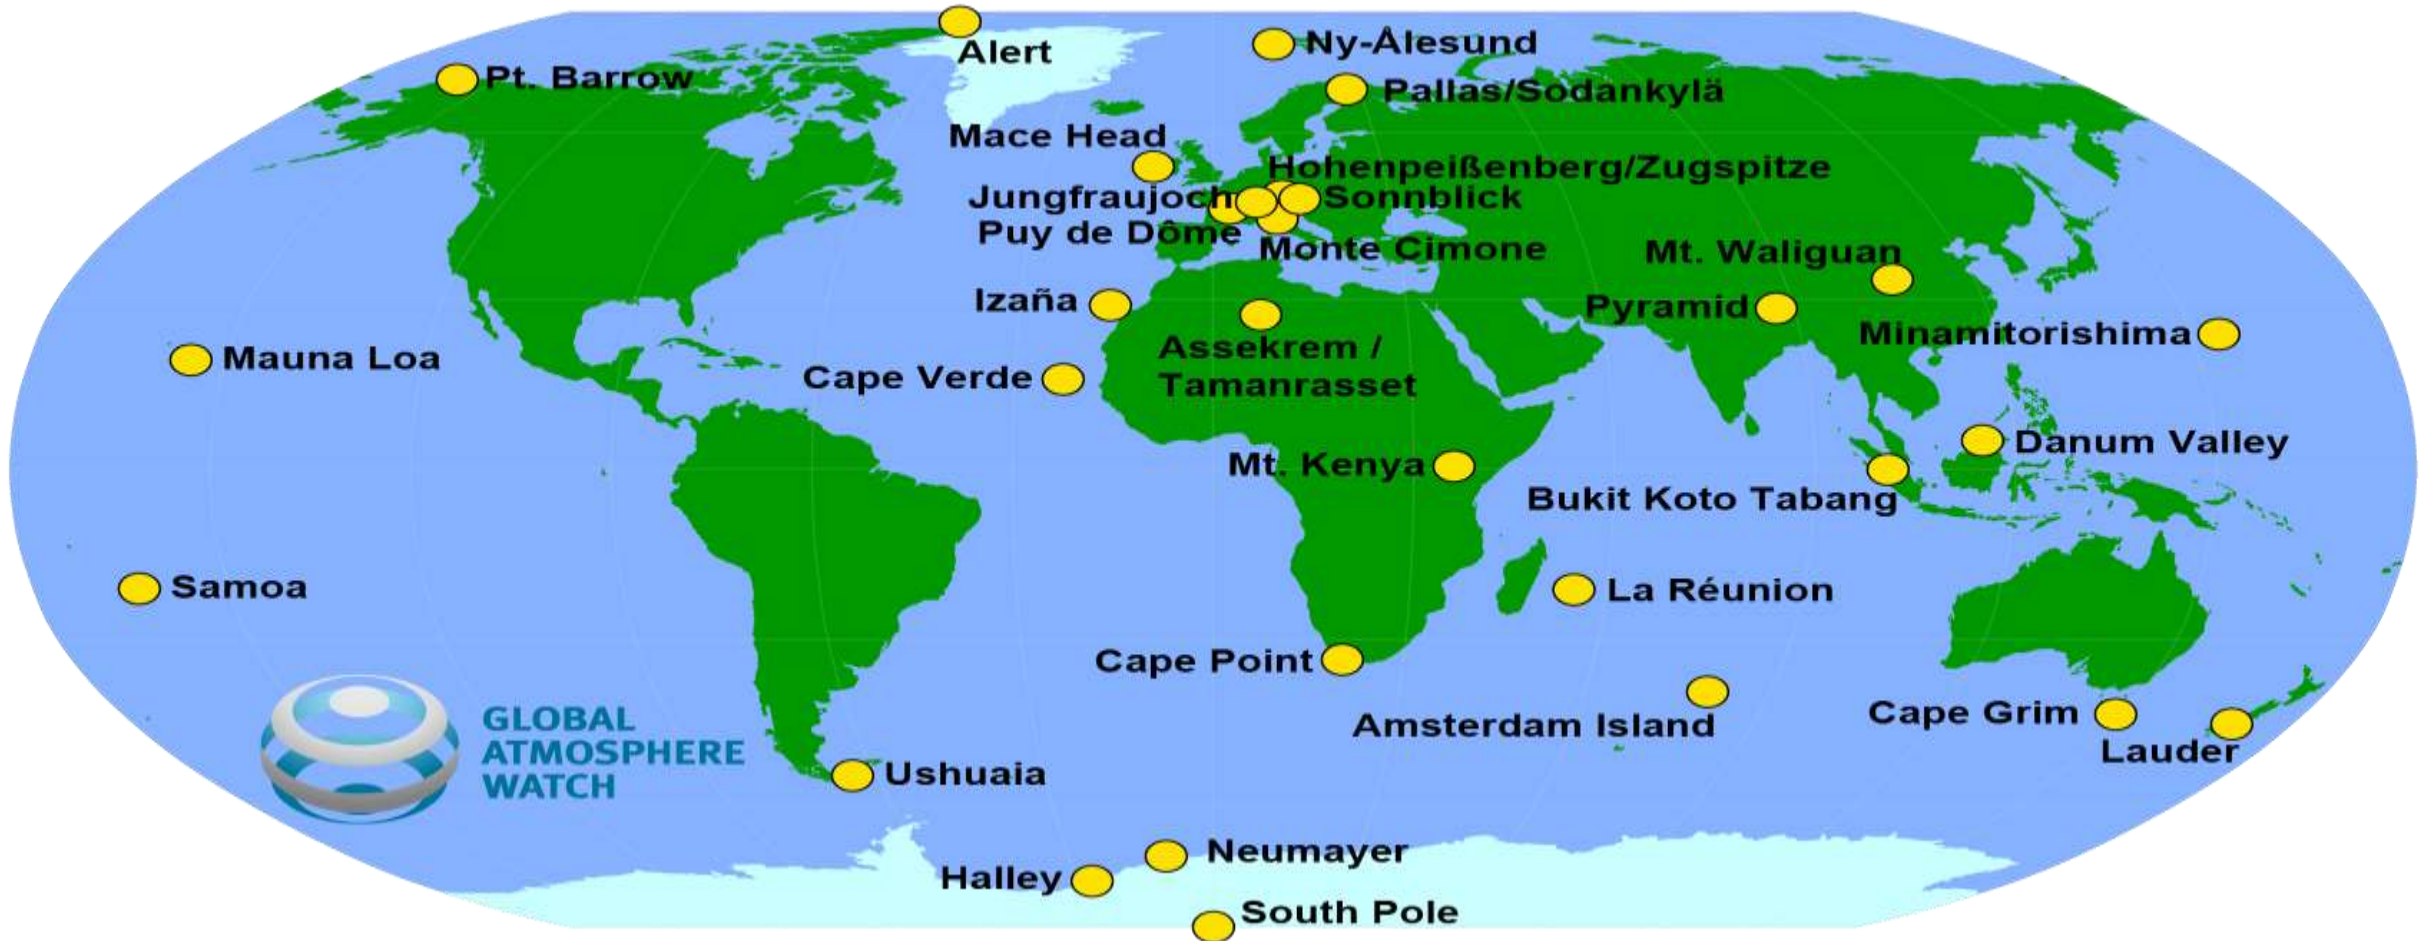 Alert
Ny-Ålesund
Pt. Barrow
Pallas/Sodankylä
Mace Head
Hohenpeißenberg/Zugspitze
Jungfraujoch
Sonnblick
Puy de Dôme
Monte Cimone
Mt. Waliguan
Izaña
Pyramid
Minamitorishima
Assekrem /
Tamanrasset
Mauna Loa
Cape Verde
Danum Valley
Mt. Kenya
Bukit Koto Tabang
Samoa
La Réunion
Cape Point
Amsterdam Island
Cape Grim
Lauder
GLOBAL
ATMOSPHERE
WATCH
Ushuaia
Neumayer
Halley
South Pole